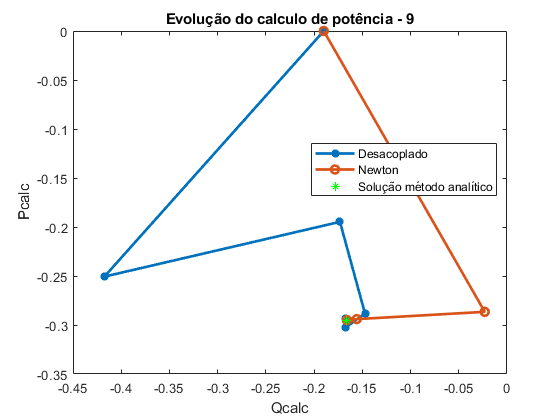 Evolução do calculo de potência - 9
0
-0.05
-0.1
-0.15
-0.2
-0.25
-0.3
-0.35
Pcalc
Desacoplado
Newton
Solução método analítico
-0.45 -0.4 -0.35 -0.3 -0.25 -0.2 -0.15 -0.1 -0.05 0
Qcalc